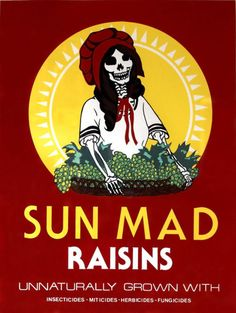 SUN MAD
RAISINS
UNNATURALLY GROWN WITH
INSECTICIDES · MITICIDES · HERBICIDES · FUNGICIDES